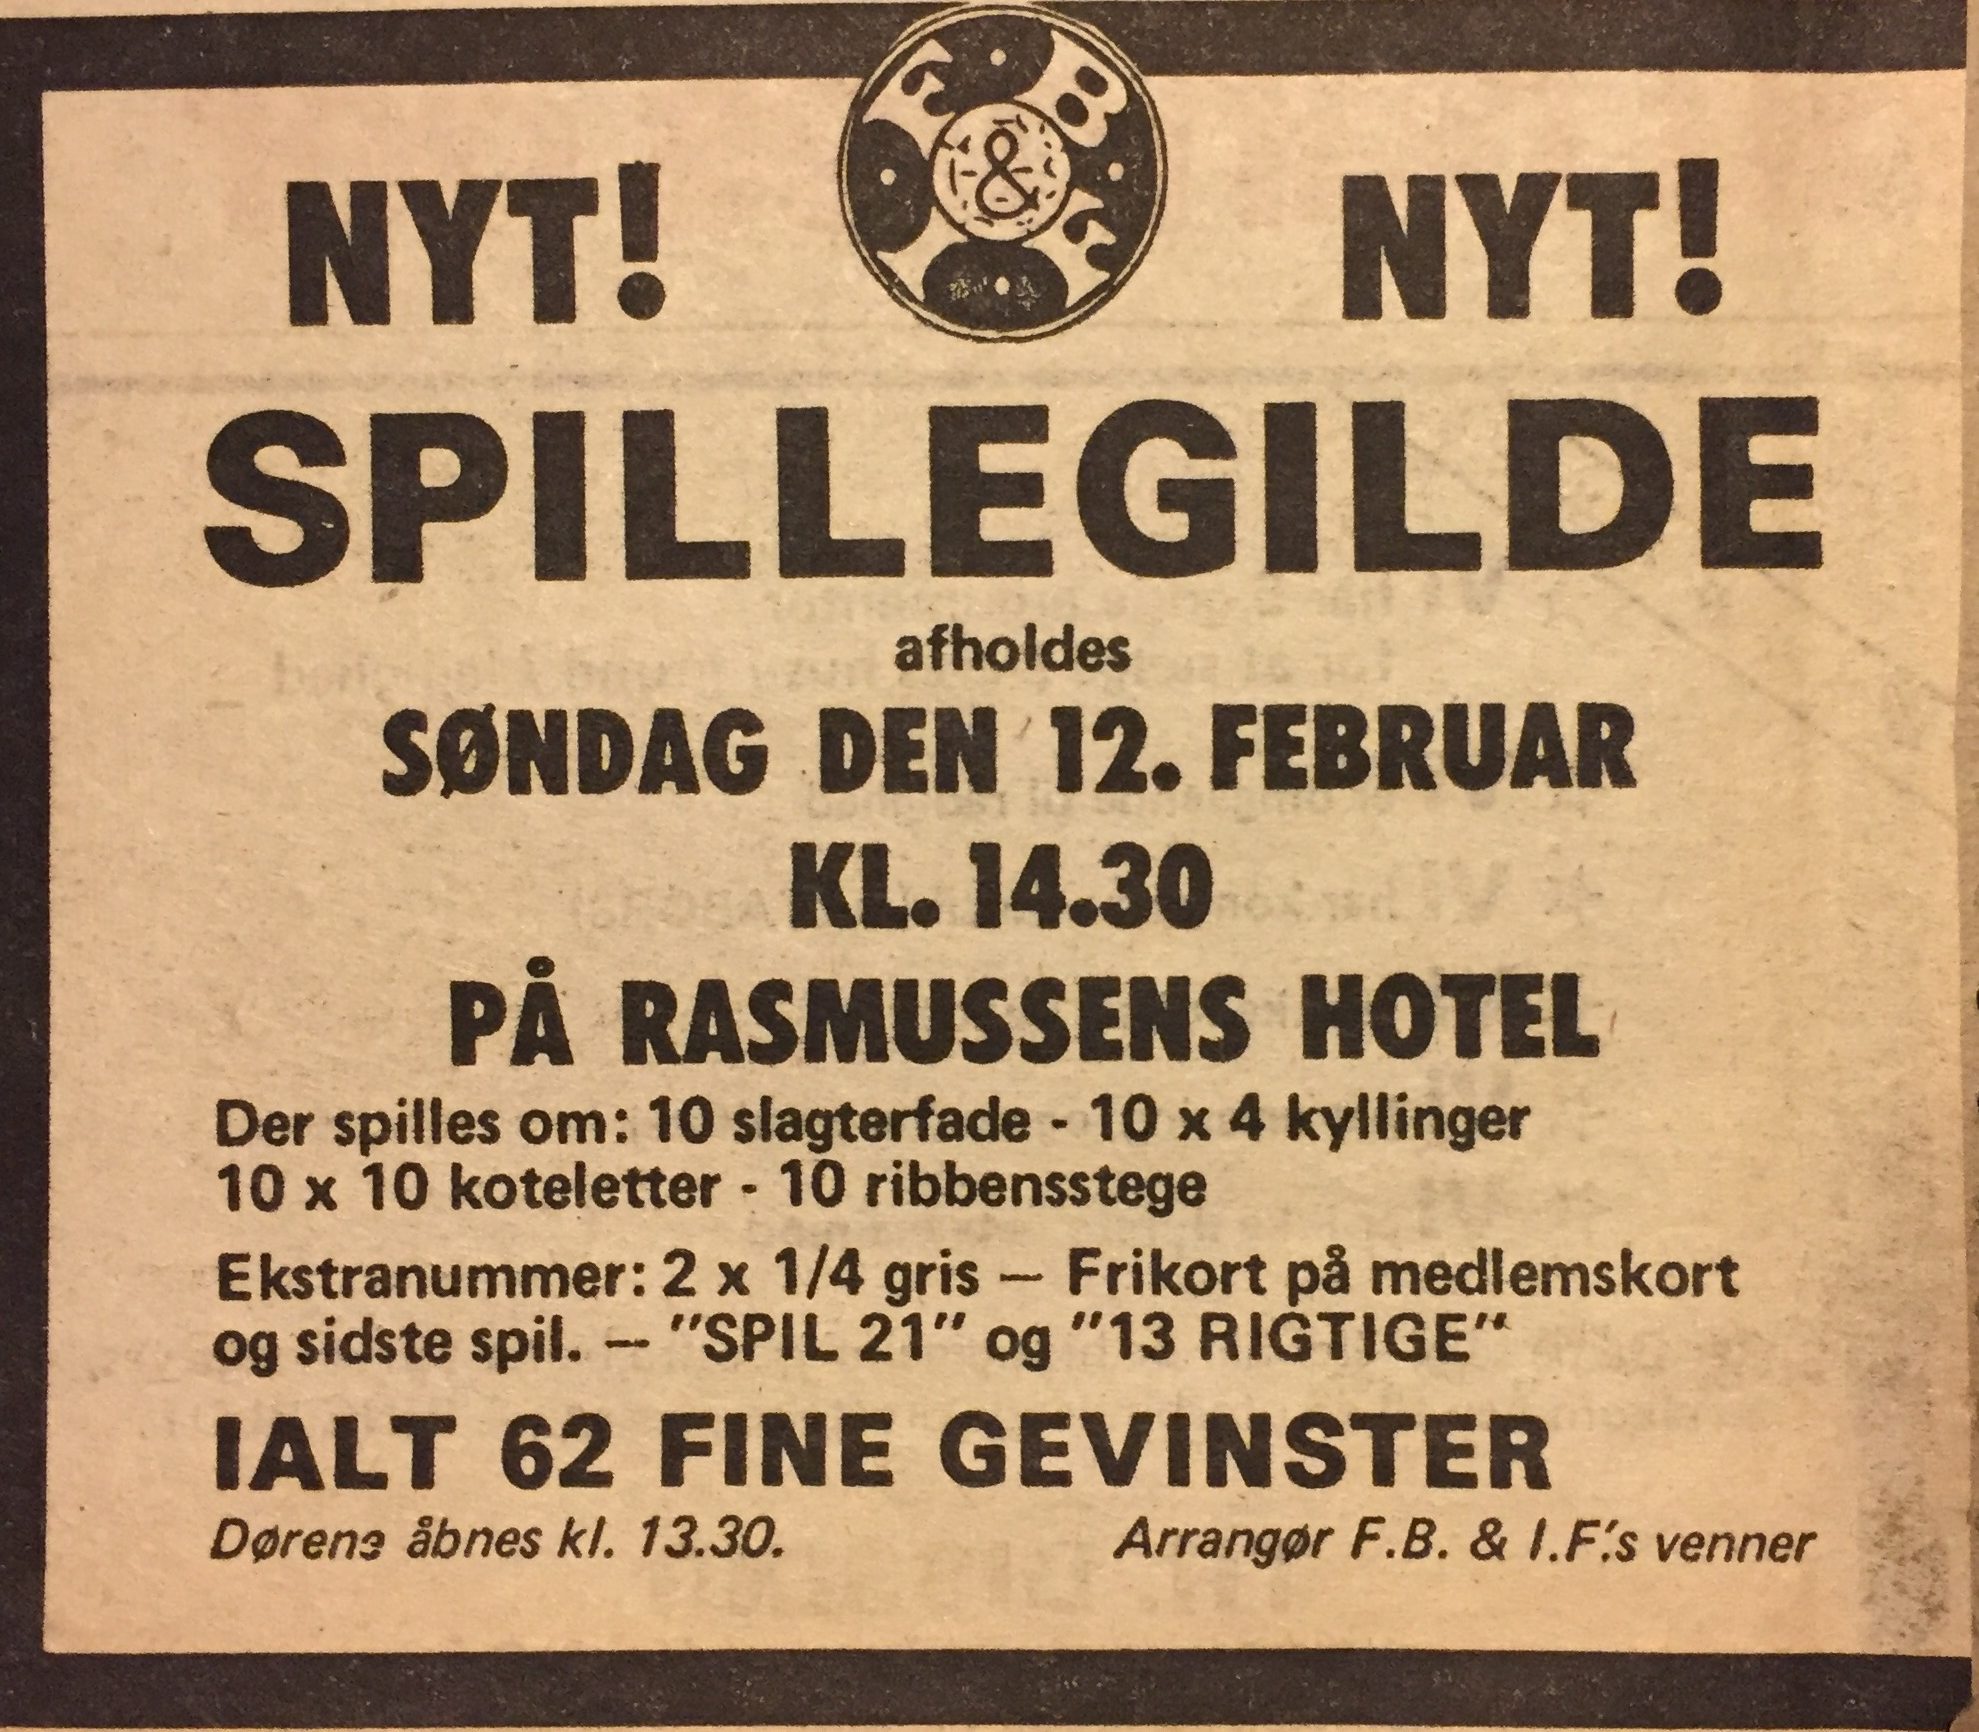 F B & I F
NYT! NYT!
SPILLEGILDE
afholdes
SØNDAG DEN 12. FEBRUAR
KL. 14.30
PÅ RASMUSSENS HOTEL
Der spilles om: 10 slagterfade - 10 x 4 kyllinger
10 x 10 koteletter - 10 ribbensstege
Ekstranummer: 2 x 1/4 gris — Frikort på medlemskort
og sidste spil. — "SPIL 21" og "13 RIGTIGE"
IALT 62 FINE GEVINSTER
Dørene åbnes kl. 13.30. Arrangør F.B. & I.F.'s venner